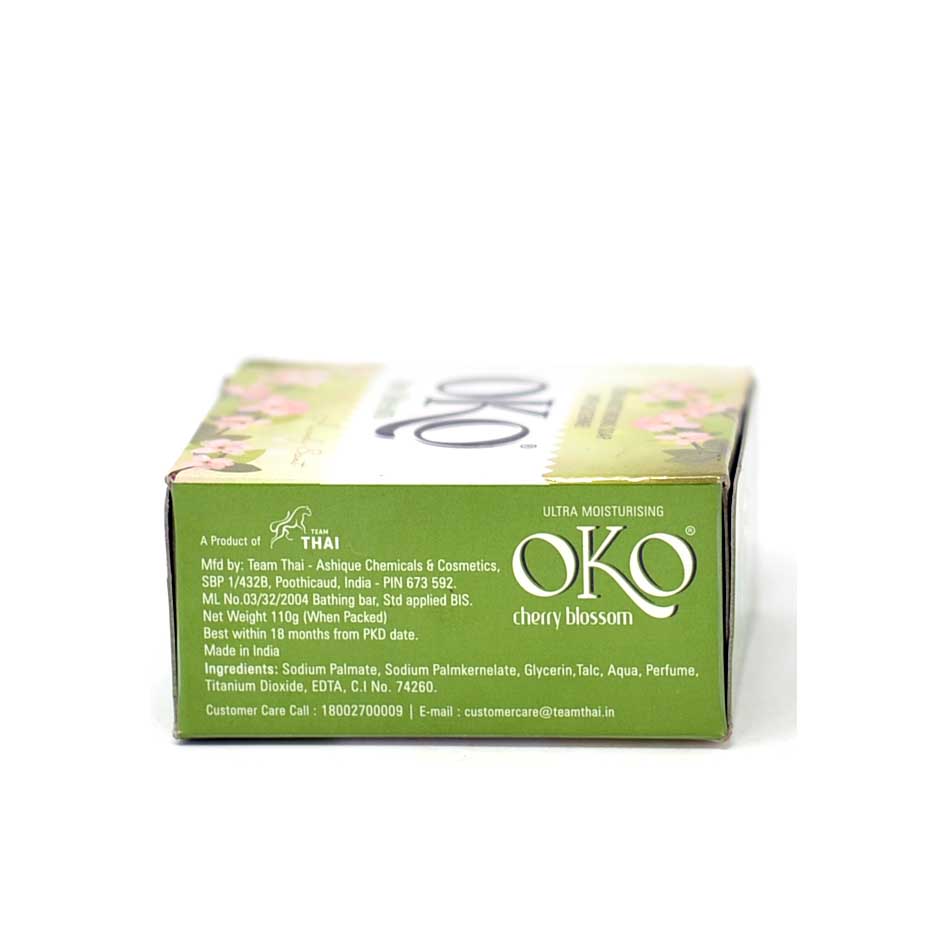 OKO®
A Product of TEAM THAI
Mfd by: Team Thai - Ashique Chemicals & Cosmetics,
SBP 1/432B, Poothicaud, India - PIN 673 592.
ML No.03/32/2004 Bathing bar, Std applied BIS.
Net Weight 110g (When Packed)
Best within 18 months from PKD date.
Made in India
Ingredients: Sodium Palmate, Sodium Palmkernelate, Glycerin,Talc, Aqua, Perfume,
Titanium Dioxide, EDTA, C.I No. 74260.
Customer Care Call : 18002700009 | E-mail : customercare@teamthai.in
ULTRA MOISTURISING
OKO®
cherry blossom